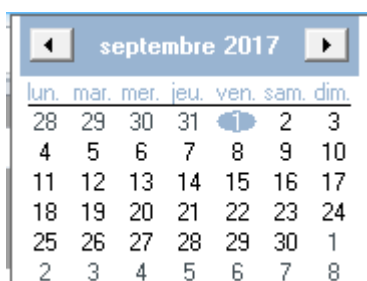 septembre 2017
lun. mar. mer. jeu. ven. sam. dim.
28 29 30 31 1 2 3
4 5 6 7 8 9 10
11 12 13 14 15 16 17
18 19 20 21 22 23 24
25 26 27 28 29 30 1
2 3 4 5 6 7 8